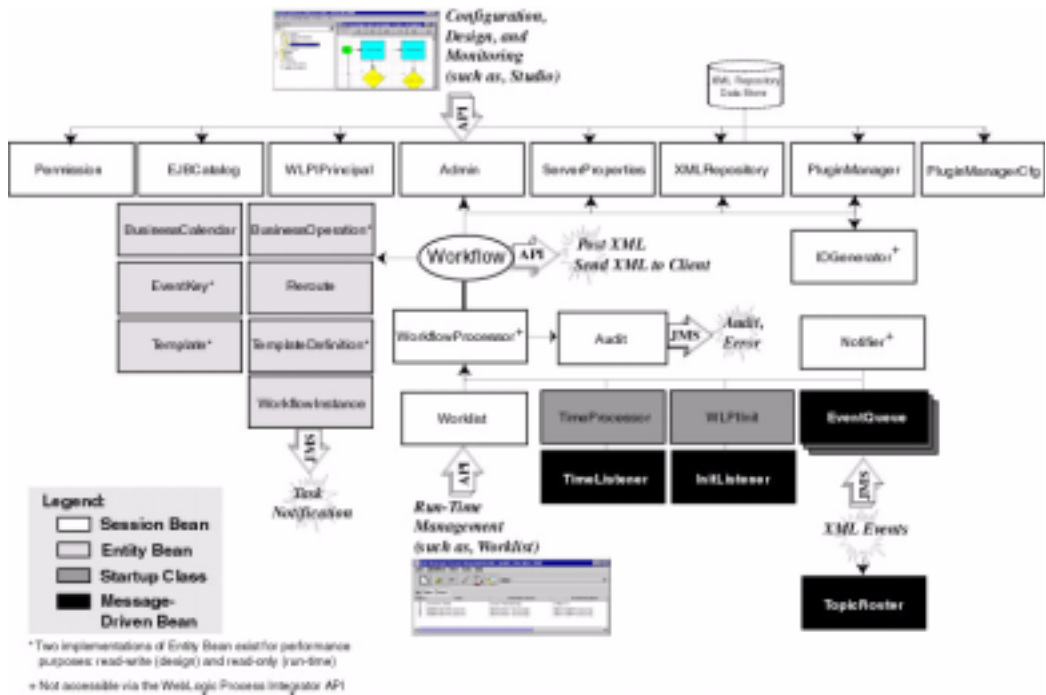 Configuration,
Design, and
Monitoring
(such as, Studio)
XML Repository
Data Store
API
Permission
EJBCatalog
WLPIPrincipal
Admin
ServerProperties
XMLRepository
PluginManager
PluginManagerCfg
BusinessCalendar
BusinessOperation*
Workflow
API
Post XML
Send XML to Client
IDGenerator+
EventKey*
Reroute
Template*
TemplateDefinition*
WorkflowProcessor+
Audit
JMS
Audit,
Error
Notifier+
WorkflowInstance
Worklist
TimeProcessor
WLPIInit
EventQueue
JMS
API
TimeListener
InitListener
JMS
Task
Notification
Run-Time
Management
(such as, Worklist)
XML Events
TopicRoster
Legend:
Session Bean
Entity Bean
Startup Class
Message-
Driven Bean
* Two implementations of Entity Bean exist for performance
purposes: read-write (design) and read-only (run-time)
+ Not accessible via the WebLogic Process Integrator API